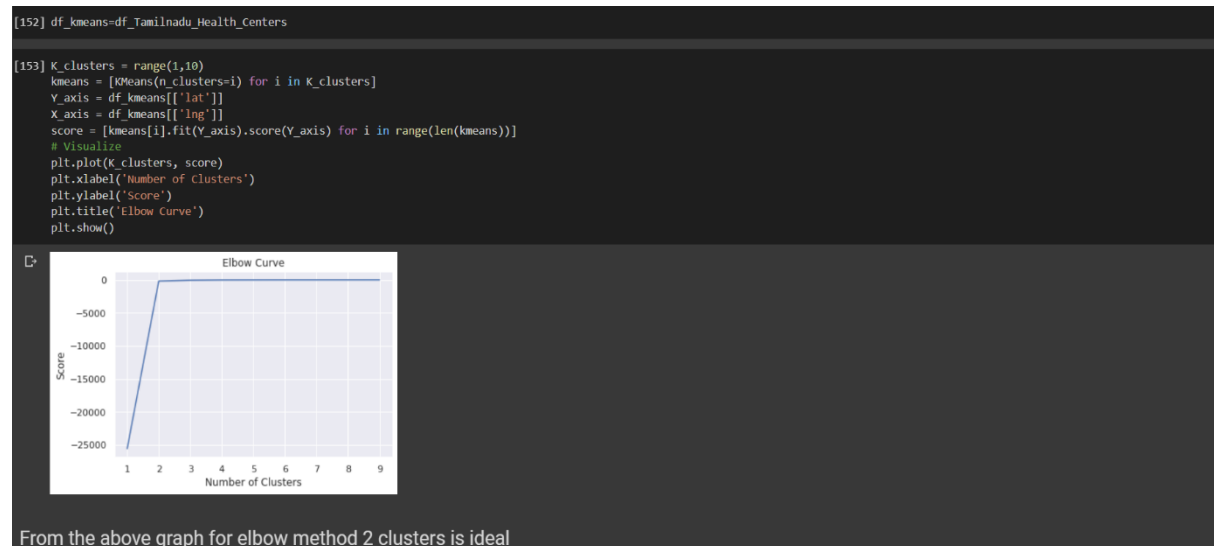 [152] df_kmeans=df_Tamilnadu_Health_Centers
[153] K_clusters = range(1,10)
kmeans = [KMeans(n_clusters=i) for i in K_clusters]
Y_axis = df_kmeans[['lat']]
X_axis = df_kmeans[['lng']]
score = [kmeans[i].fit(Y_axis).score(Y_axis) for i in range(len(kmeans))]
# Visualize
plt.plot(K_clusters, score)
plt.xlabel('Number of Clusters')
plt.ylabel('Score')
plt.title('Elbow Curve')
plt.show()
Elbow Curve
0
−5000
−10000
−15000
−20000
−25000
Score
1 2 3 4 5 6 7 8 9
Number of Clusters
From the above graph for elbow method 2 clusters is ideal